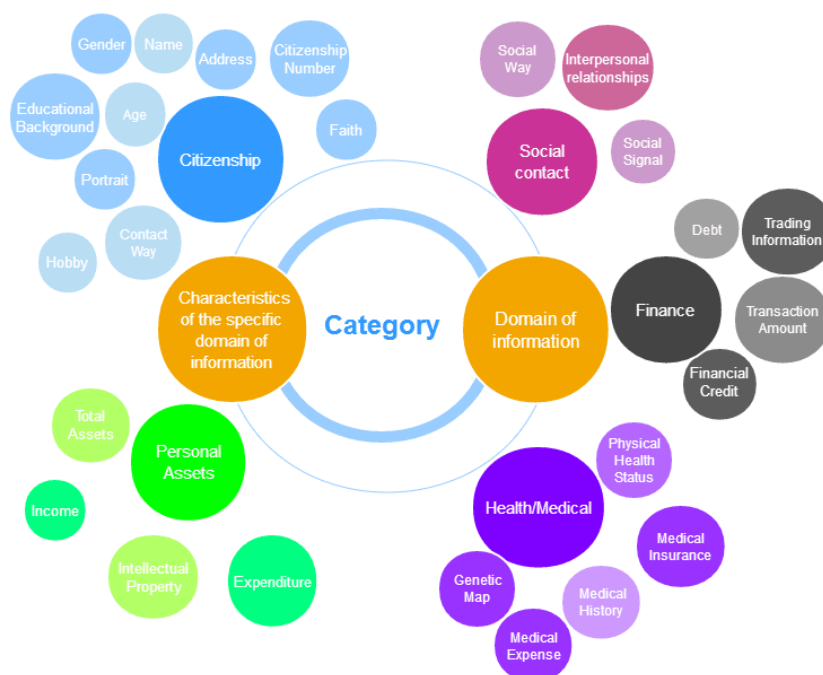 Gender
Name
Address
Citizenship
Number
Educational
Background
Age
Citizenship
Faith
Portrait
Contact
Way
Hobby
Social
Way
Interpersonal
relationships
Social
contact
Social
Signal
Characteristics
of the specific
domain of
information
Category
Domain of
information
Debt
Trading
Information
Finance
Transaction
Amount
Financial
Credit
Total
Assets
Personal
Assets
Income
Intellectual
Property
Expenditure
Physical
Health
Status
Health/Medical
Medical
Insurance
Genetic
Map
Medical
History
Medical
Expense